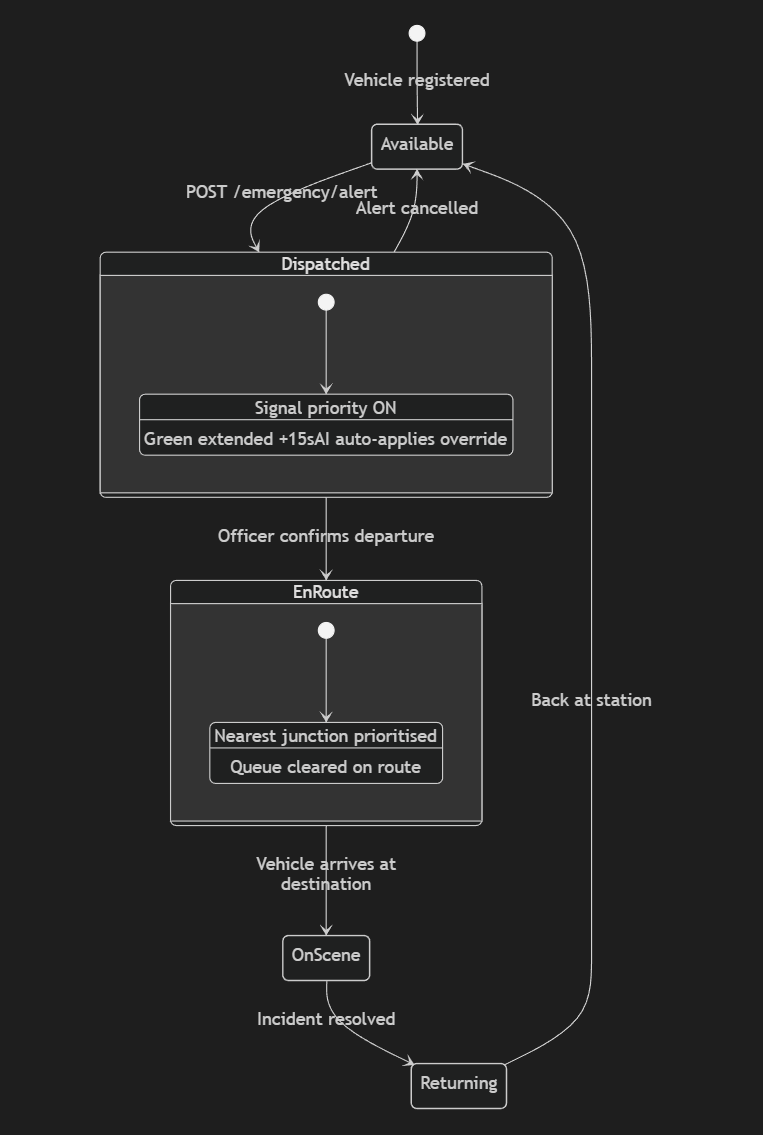 Vehicle registered
Available
POST /emergency/alert
Alert cancelled
Dispatched
Signal priority ON
Green extended +15sAI auto-applies override
Officer confirms departure
EnRoute
Nearest junction prioritised
Queue cleared on route
Back at station
Vehicle arrives at
destination
OnScene
Incident resolved
Returning